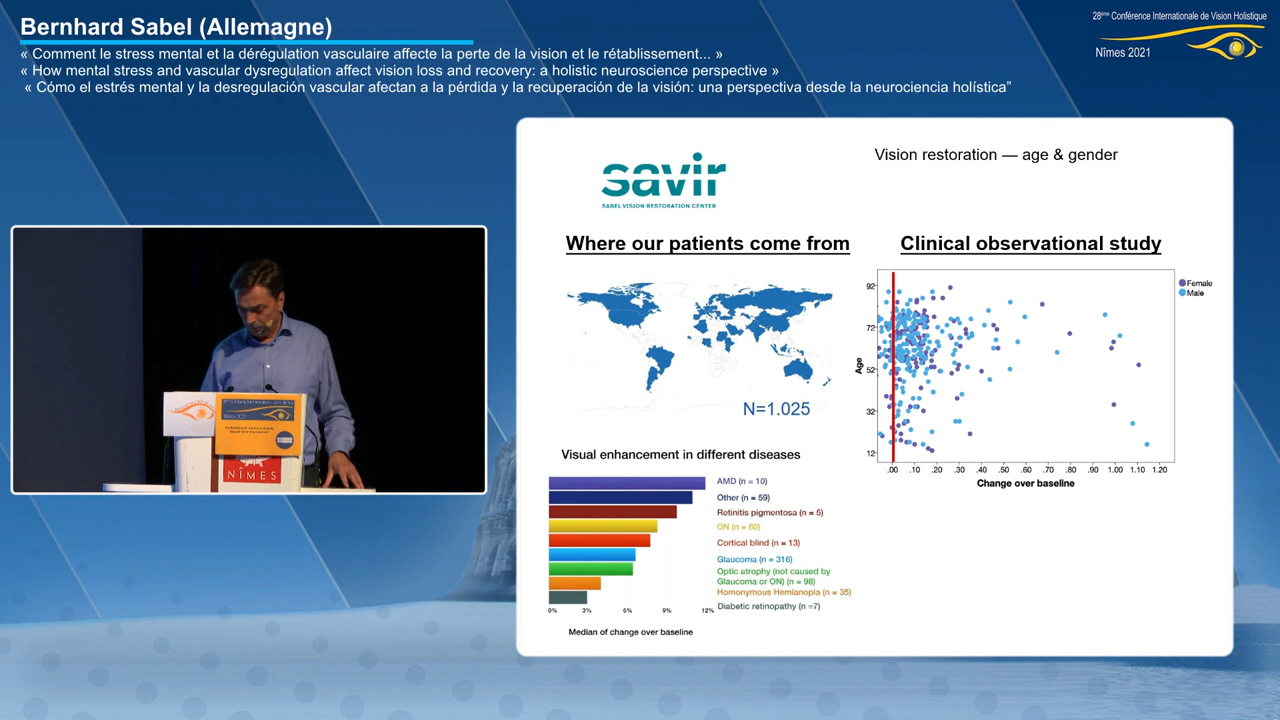 Bernhard Sabel (Allemagne)
« Comment le stress mental et la dérégulation vasculaire affecte la perte de la vision et le rétablissement... »
« How mental stress and vascular dysregulation affect vision loss and recovery: a holistic neuroscience perspective »
« Cómo el estrés mental y la desregulación vascular afectan a la pérdida y la recuperación de la visión: una perspectiva desde la neurociencia holística”
28ème Conférence Internationale de Vision Holistique
Nîmes 2021
savir
SABEL VISION RESTORATION CENTER
Vision restoration — age & gender
Where our patients come from
Clinical observational study
N=1.025
Female
Male
Age
92
72
52
32
12
.00 .10 .20 .30 .40 .50 .60 .70 .80 .90 1.00 1.10 1.20
Change over baseline
Visual enhancement in different diseases
AMD (n = 10)
Other (n = 59)
Retinitis pigmentosa (n = 5)
ON (n = 80)
Cortical blind (n = 13)
Glaucoma (n = 316)
Optic atrophy (not caused by
Glaucoma or ON) (n = 98)
Homonymous Hemianopia (n = 35)
Diabetic retinopathy (n =7)
0% 3% 6% 9% 12%
Median of change over baseline
NÎMES